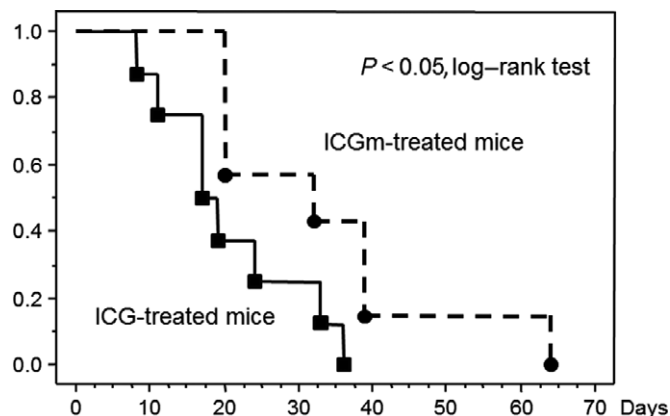 1.0
P < 0.05, log–rank test
0.8
ICGm-treated mice
0.6
0.4
0.2
ICG-treated mice
0.0
0 10 20 30 40 50 60 70 Days